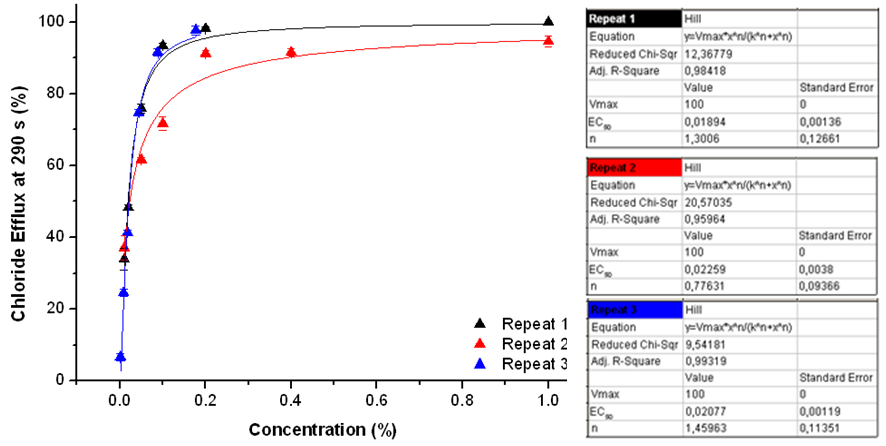 Chloride Efflux at 290 s (%)
100
80
60
40
20
0
0.0 0.2 0.4 0.6 0.8 1.0
Concentration (%)
Repeat 1
Repeat 2
Repeat 3
Repeat 1 Hill
Equation y=Vmax*x^n/(k^n+x^n)
Reduced Chi-Sqr 12,36779
Adj. R-Square 0,98418
Value Standard Error
Vmax 100 0
EC50 0,01894 0,00136
n 1,3006 0,12661
Repeat 2 Hill
Equation y=Vmax*x^n/(k^n+x^n)
Reduced Chi-Sqr 20,57035
Adj. R-Square 0,95964
Value Standard Error
Vmax 100 0
EC50 0,02259 0,0038
n 0,77631 0,09366
Repeat 3 Hill
Equation y=Vmax*x^n/(k^n+x^n)
Reduced Chi-Sqr 9,54181
Adj. R-Square 0,99319
Value Standard Error
Vmax 100 0
EC50 0,02077 0,00119
n 1,45963 0,11351